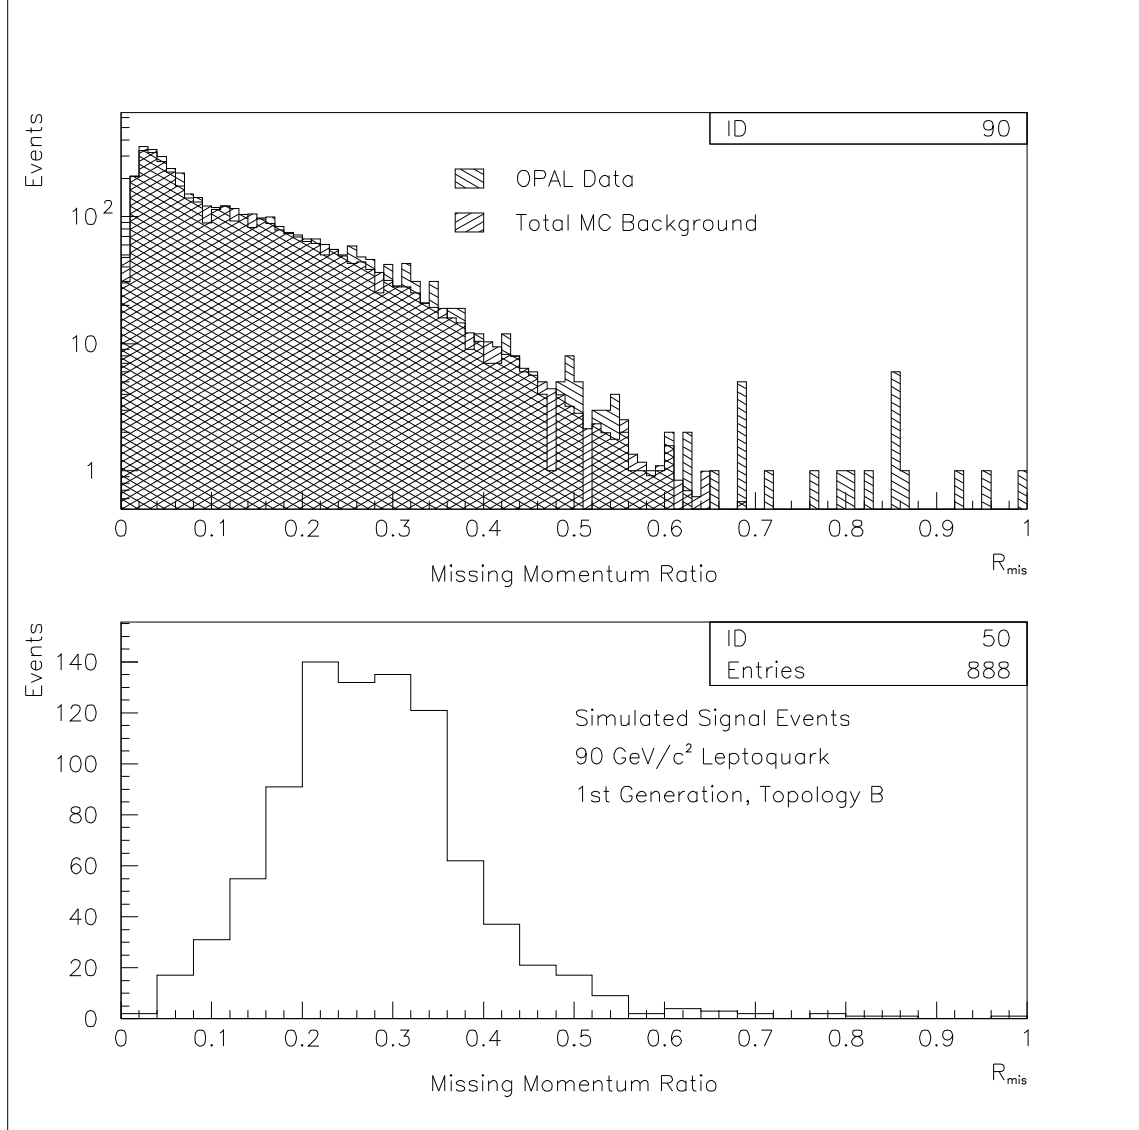 Events
ID 90
OPAL Data
Total MC Background
10²
10
1
0 0.1 0.2 0.3 0.4 0.5 0.6 0.7 0.8 0.9 1
R_mis
Missing Momentum Ratio
Events
ID 50
Entries 888
Simulated Signal Events
90 GeV/c² Leptoquark
1st Generation, Topology B
140
120
100
80
60
40
20
0
0 0.1 0.2 0.3 0.4 0.5 0.6 0.7 0.8 0.9 1
R_mis
Missing Momentum Ratio